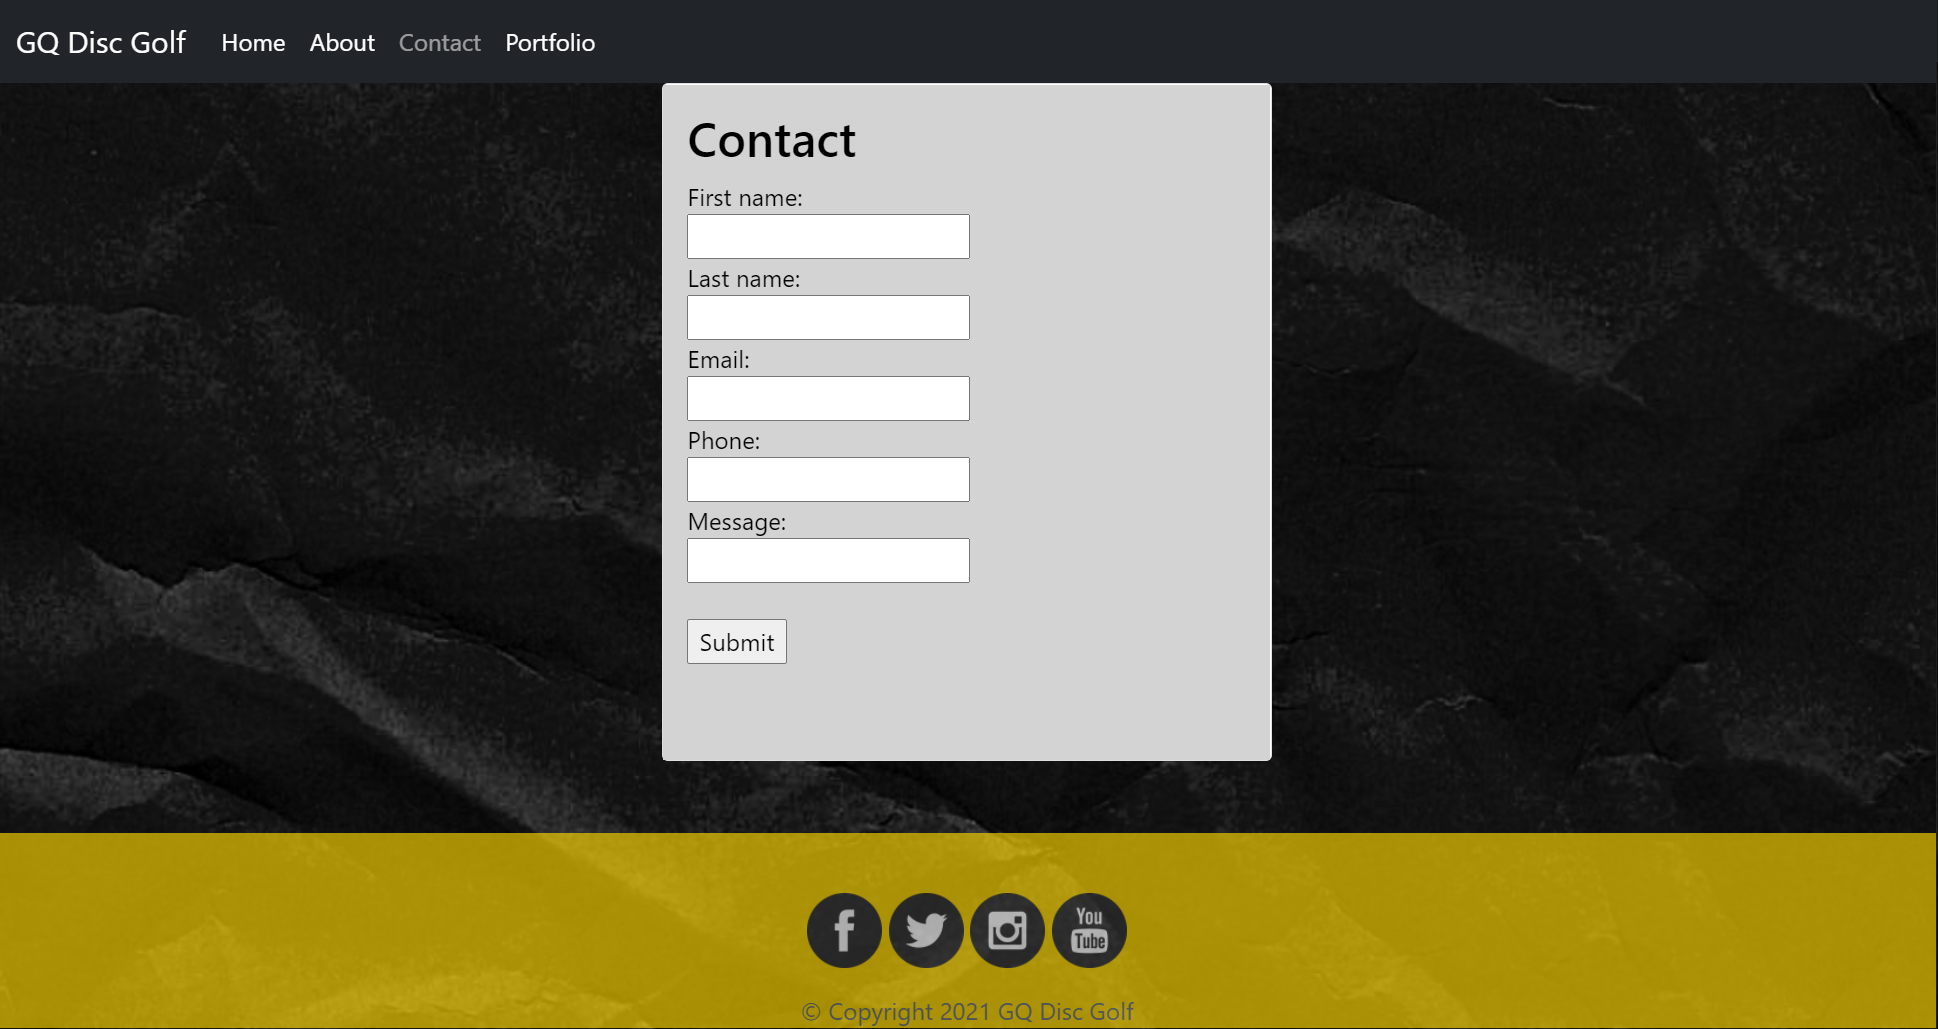 GQ Disc Golf Home About Contact Portfolio
Contact
First name:
Last name:
Email:
Phone:
Message:
Submit
f You Tube
© Copyright 2021 GQ Disc Golf